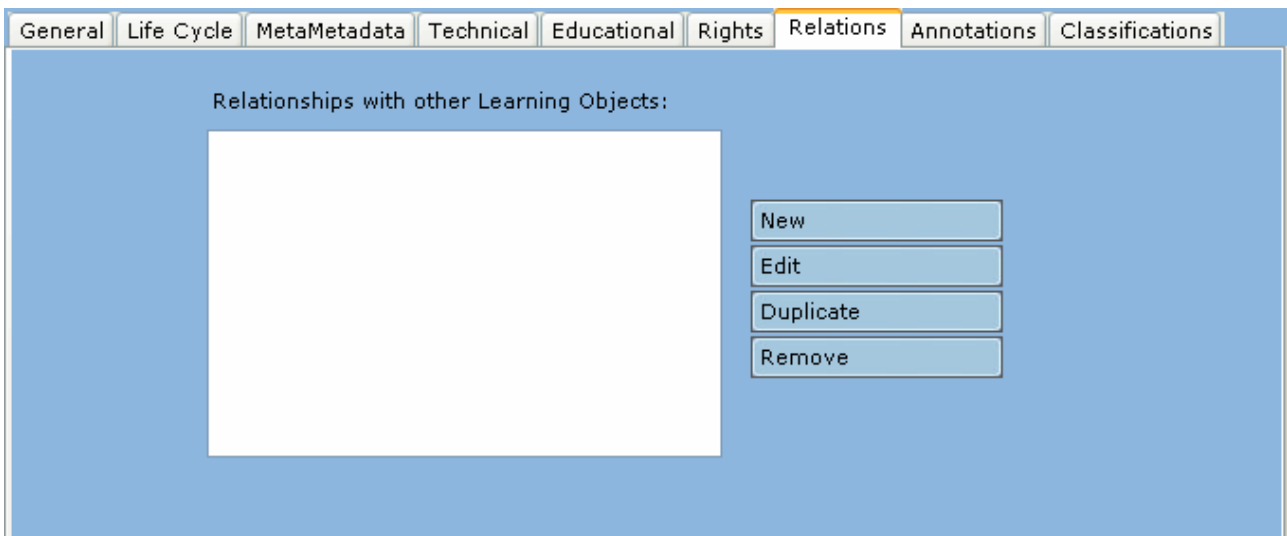 General Life Cycle MetaMetadata Technical Educational Rights Relations Annotations Classifications
Relationships with other Learning Objects:
New
Edit
Duplicate
Remove